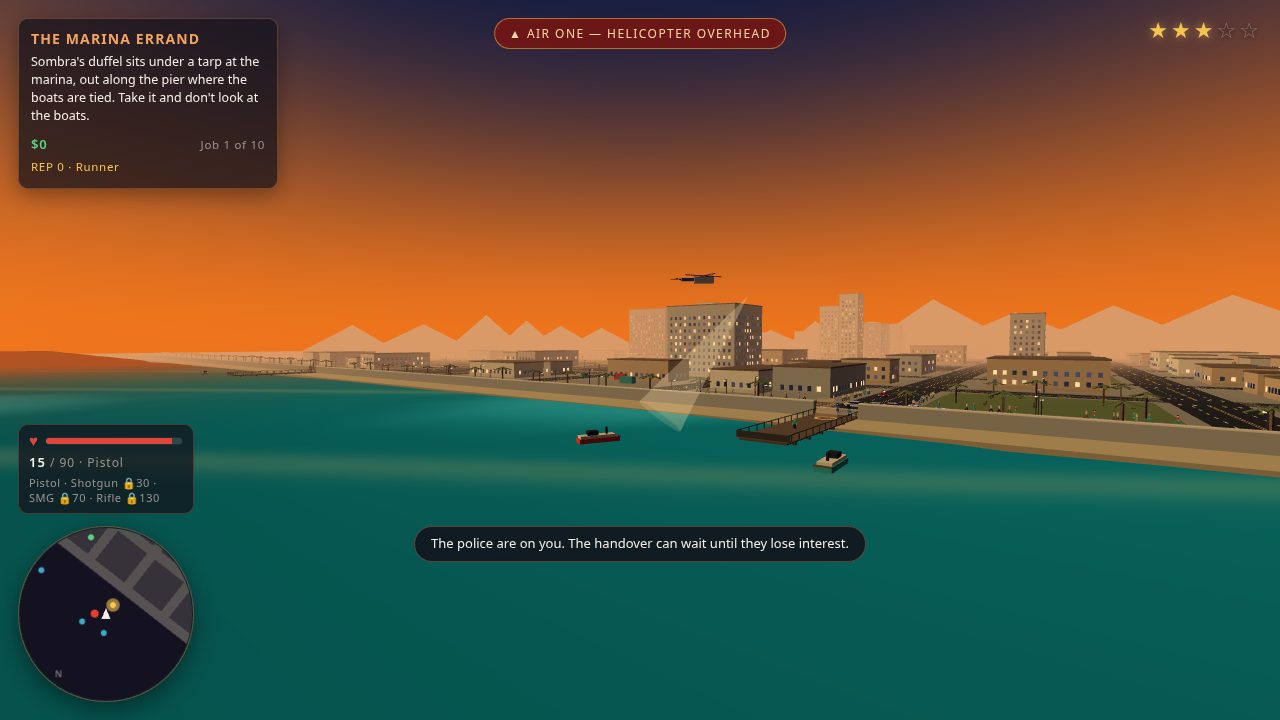 THE MARINA ERRAND
Sombra's duffel sits under a tarp at the
marina, out along the pier where the
boats are tied. Take it and don't look at
the boats.
$0
Job 1 of 10
REP 0 · Runner
▲ AIR ONE — HELICOPTER OVERHEAD
★★★☆☆
♥
15 / 90 · Pistol
Pistol · Shotgun 🔒30 ·
SMG 🔒70 · Rifle 🔒130
The police are on you. The handover can wait until they lose interest.
N